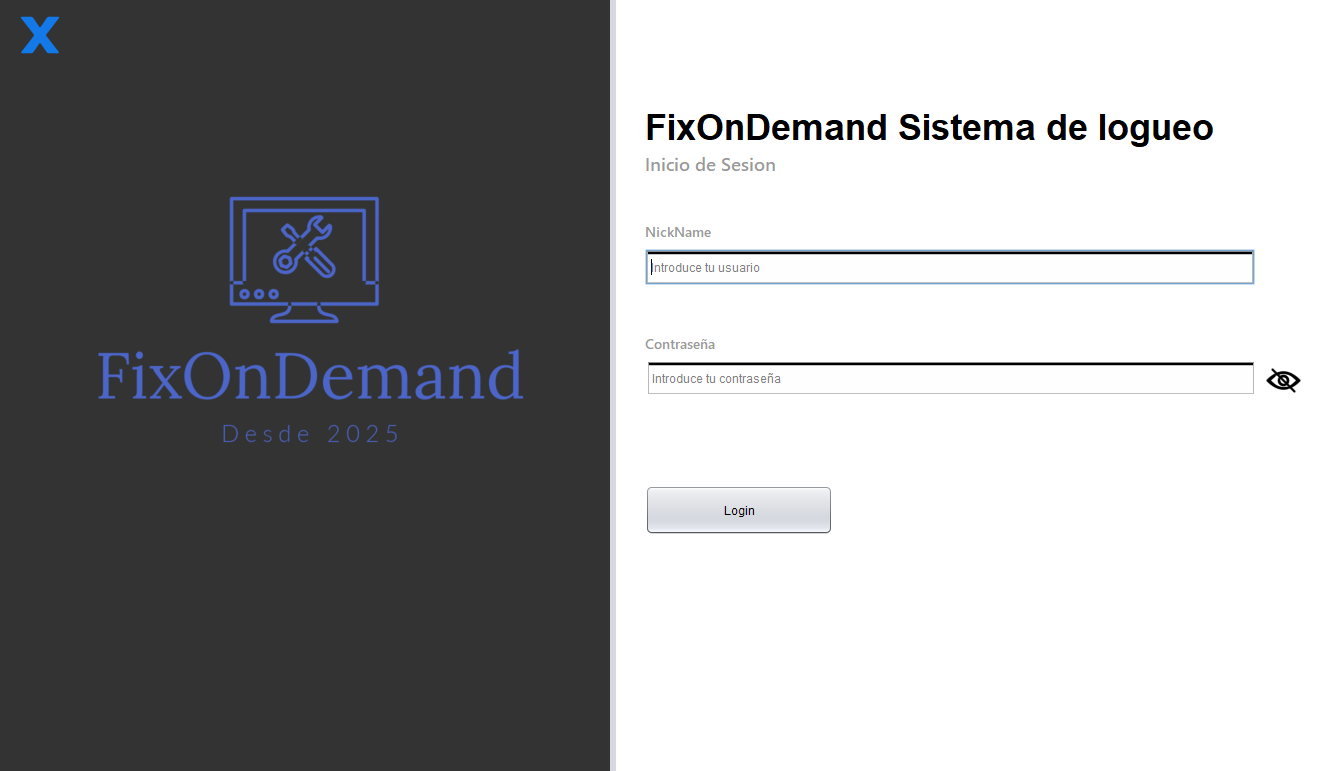 X
FixOnDemand
Desde 2025
FixOnDemand Sistema de logueo
Inicio de Sesion
NickName
Introduce tu usuario
Contraseña
Introduce tu contraseña
Login